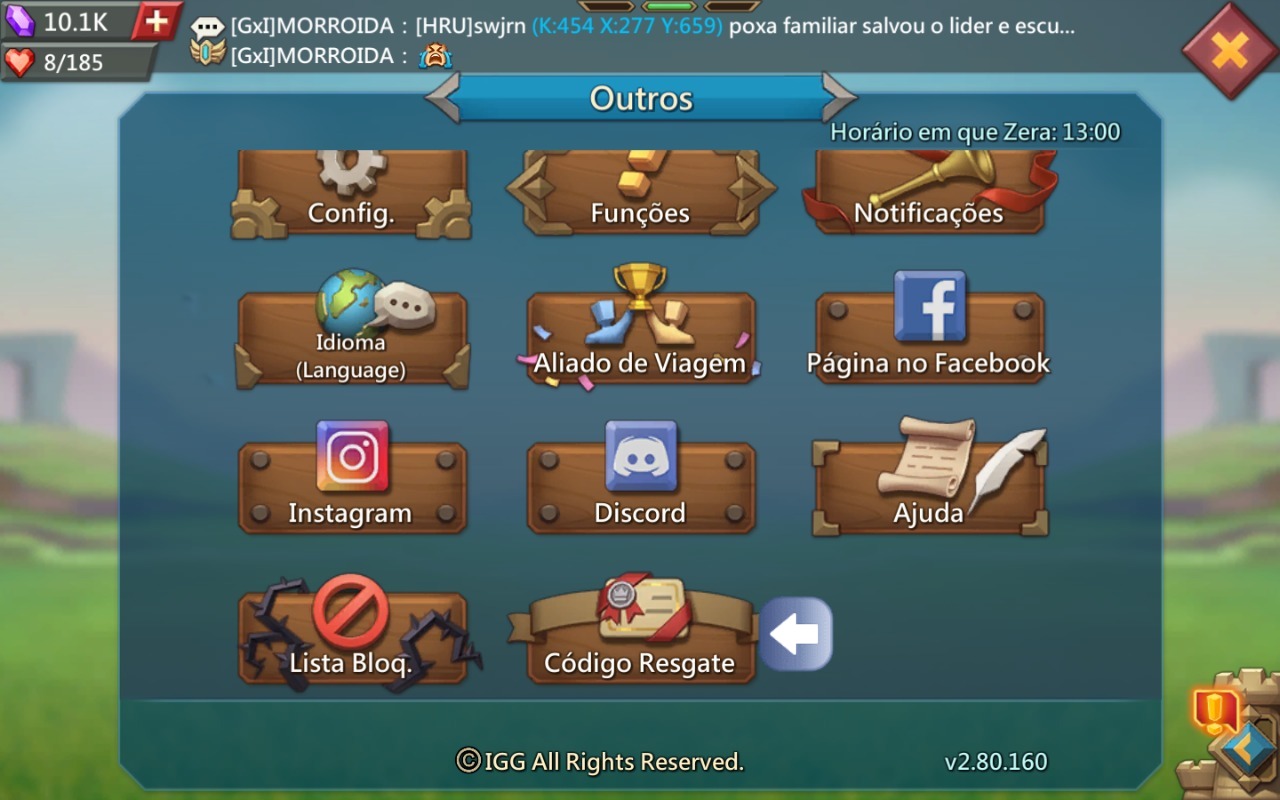 10.1K
[GxI]MORROIDA : [HRU]swjrn (K:454 X:277 Y:659) poxa familiar salvou o lider e escu...
8/185
[GxI]MORROIDA :
Outros
Horário em que Zera: 13:00
Config.
Funções
Notificações
Idioma
(Language)
Aliado de Viagem
Página no Facebook
Instagram
Discord
Ajuda
Lista Bloq.
Código Resgate
© IGG All Rights Reserved.
v2.80.160